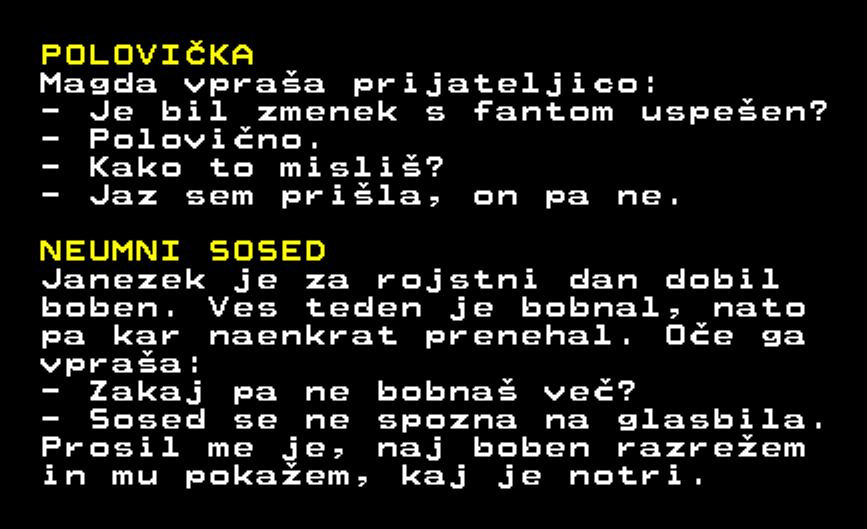 POLOVIČKA
Magda vpraša prijateljico:
- Je bil zmenek s fantom uspešen?
- Polovično.
- Kako to misliš?
- Jaz sem prišla, on pa ne.
NEUMNI SOSED
Janezek je za rojstni dan dobil
boben. Ves teden je bobnal, nato
pa kar naenkrat prenehal. Oče ga
vpraša:
- Zakaj pa ne bobnaš več?
- Sosed se ne spozna na glasbila.
Prosil me je, naj boben razrežem
in mu pokažem, kaj je notri.